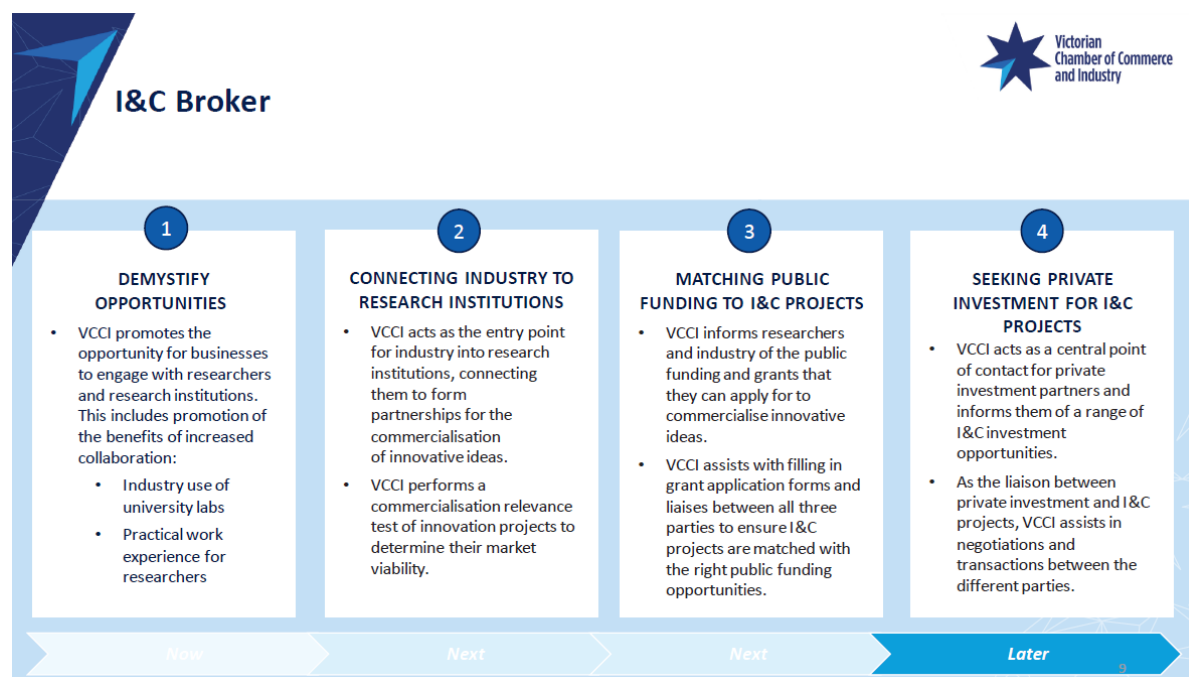 Victorian
Chamber of Commerce
and Industry
I&C Broker
1
DEMYSTIFY
OPPORTUNITIES
• VCCI promotes the
opportunity for businesses
to engage with researchers
and research institutions.
This includes promotion of
the benefits of increased
collaboration:
• Industry use of
university labs
• Practical work
experience for
researchers
2
CONNECTING INDUSTRY TO
RESEARCH INSTITUTIONS
• VCCI acts as the entry point
for industry into research
institutions, connecting
them to form
partnerships for the
commercialisation
of innovative ideas.
• VCCI performs a
commercialisation relevance
test of innovation projects to
determine their market
viability.
3
MATCHING PUBLIC
FUNDING TO I&C PROJECTS
• VCCI informs researchers
and industry of the public
funding and grants that
they can apply for to
commercialise innovative
ideas.
• VCCI assists with filling in
grant application forms and
liaises between all three
parties to ensure I&C
projects are matched with
the right public funding
opportunities.
4
SEEKING PRIVATE
INVESTMENT FOR I&C
PROJECTS
• VCCI acts as a central point
of contact for private
investment partners and
informs them of a range of
I&C investment
opportunities.
• As the liaison between
private investment and I&C
projects, VCCI assists in
negotiations and
transactions between the
different parties.
Now
Next
Next
Later
9